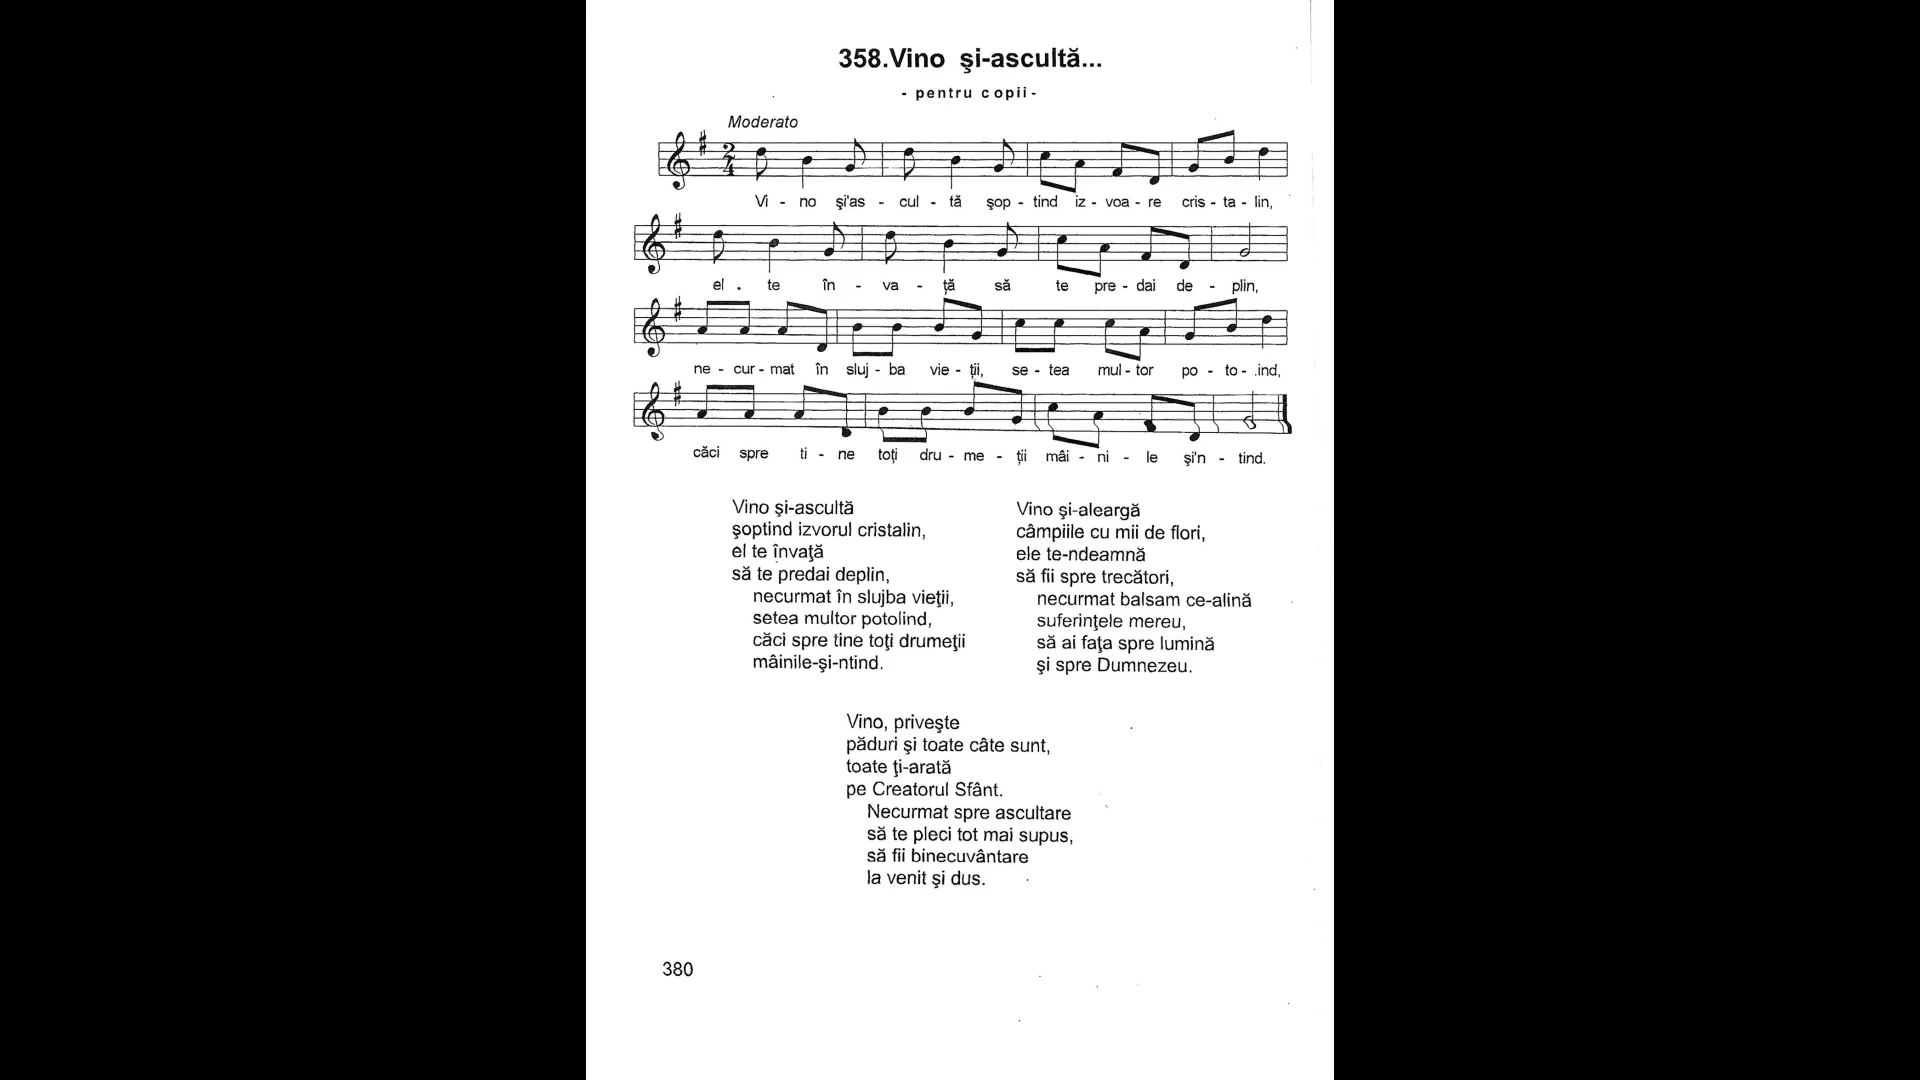 358.Vino şi-ascultă...
- pentru copii -
Moderato
2
4
Vi - no şi'as - cul - tă şop - tind iz - voa - re cris - ta - lin,
el . te în - va - ţă să te pre - dai de - plin,
ne - cur - mat în sluj - ba vie - ţii, se - tea mul - tor po - to - .ind,
căci spre ti - ne toţi dru - me - ţii mâi - ni - le şi'n - tind.
Vino şi-ascultă
şoptind izvorul cristalin,
el te învaţă
să te predai deplin,
necurmat în slujba vieţii,
setea multor potolind,
căci spre tine toţi drumeţii
mâinile-şi-ntind.
Vino şi-aleargă
câmpiile cu mii de flori,
ele te-ndeamnă
să fii spre trecători,
necurmat balsam ce-alină
suferinţele mereu,
să ai faţa spre lumină
şi spre Dumnezeu.
Vino, priveşte
păduri şi toate câte sunt,
toate ţi-arată
pe Creatorul Sfânt.
Necurmat spre ascultare
să te pleci tot mai supus,
să fii binecuvântare
la venit şi dus.
380